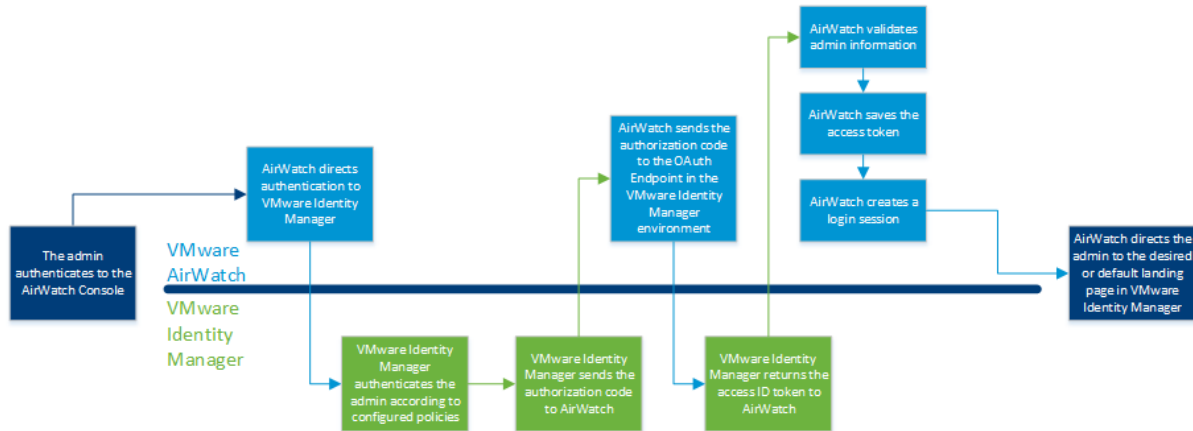 The admin
authenticates to the
AirWatch Console
AirWatch directs
authentication to
VMware Identity
Manager
VMware
AirWatch
VMware
Identity
Manager
VMware Identity
Manager
authenticates the
admin according to
configured policies
VMware Identity
Manager sends the
authorization code
to AirWatch
AirWatch sends the
authorization code
to the OAuth
Endpoint in the
VMware Identity
Manager
environment
VMware Identity
Manager returns the
access ID token to
AirWatch
AirWatch validates
admin information
AirWatch saves the
access token
AirWatch creates a
login session
AirWatch directs the
admin to the desired
or default landing
page in VMware
Identity Manager